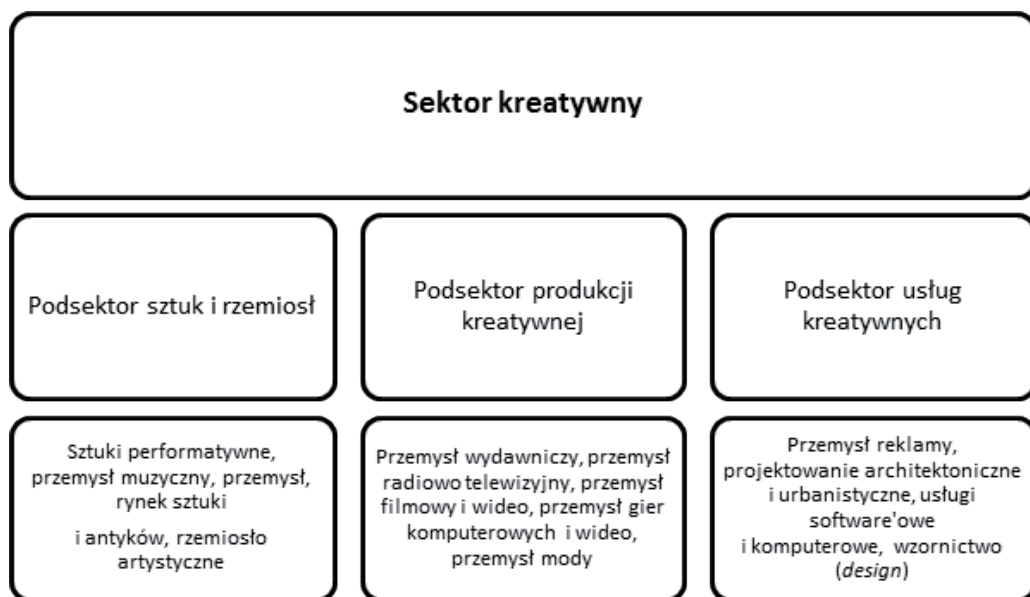 Sektor kreatywny
Podsektor sztuk i rzemiosł
Podsektor produkcji
kreatywnej
Podsektor usług
kreatywnych
Sztuki performatywne,
przemysł muzyczny, przemysł,
rynek sztuki
i antyków, rzemiosło
artystyczne
Przemysł wydawniczy, przemysł
radiowo telewizyjny, przemysł
filmowy i wideo, przemysł gier
komputerowych i wideo,
przemysł mody
Przemysł reklamy,
projektowanie architektoniczne
i urbanistyczne, usługi
software'owe
i komputerowe, wzornictwo
(design)